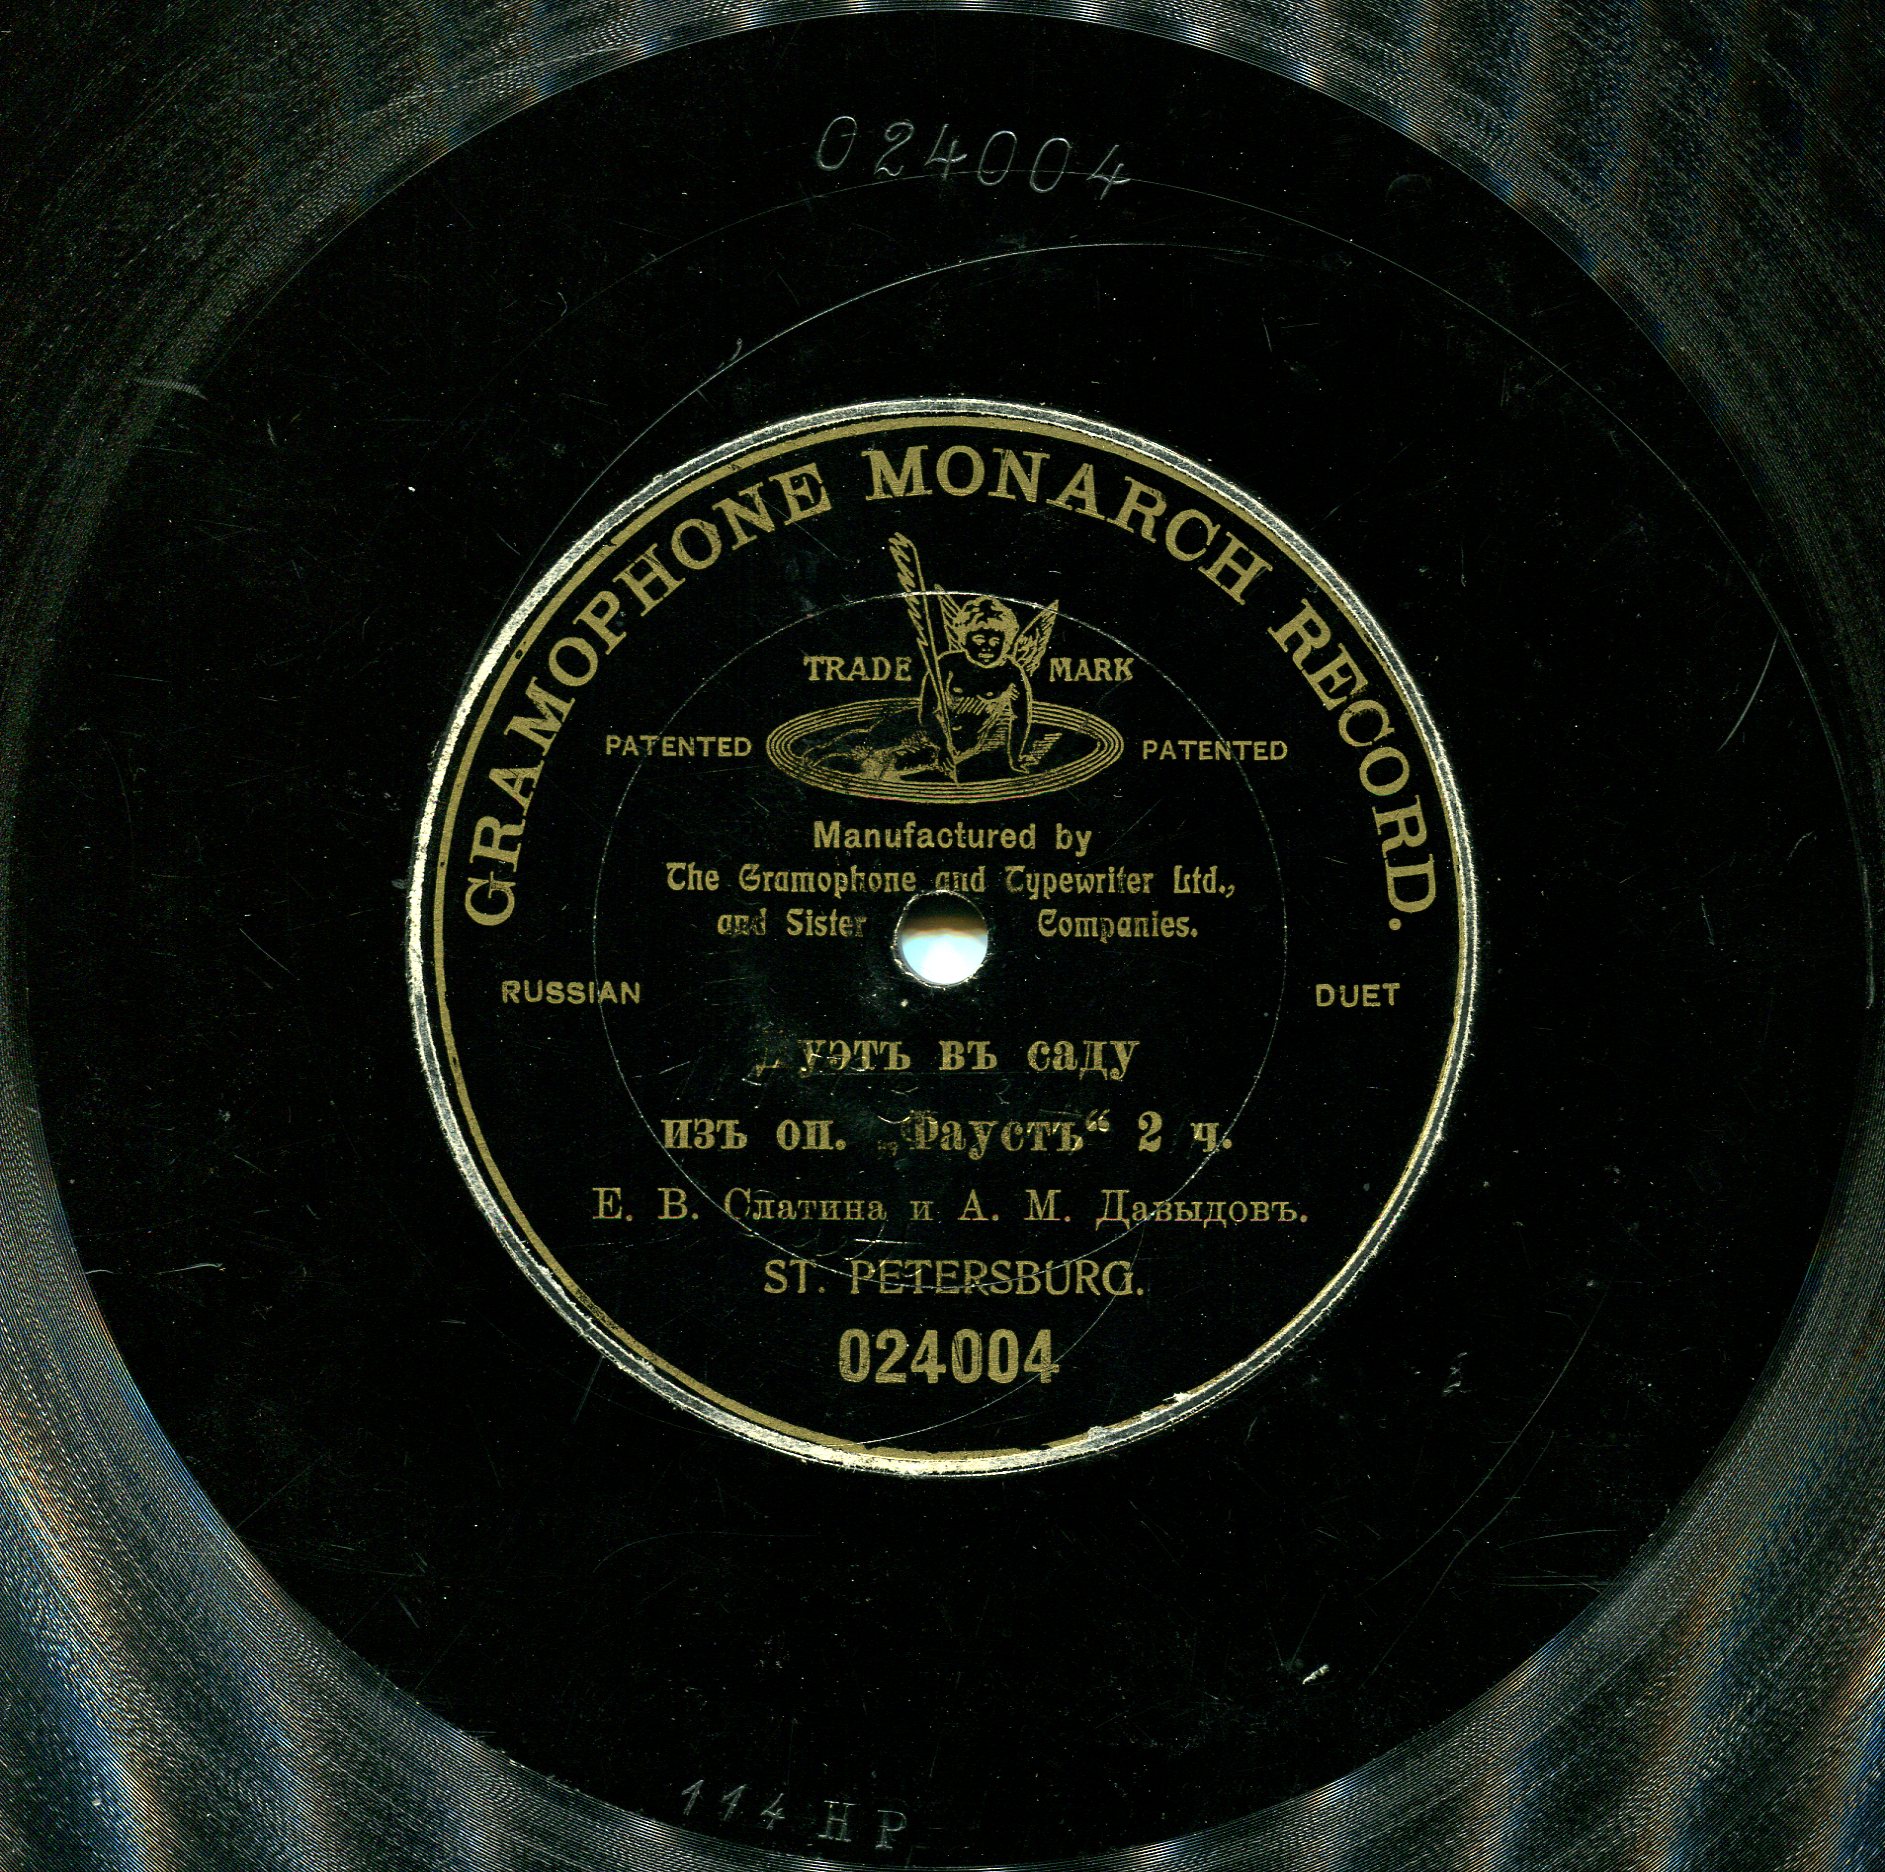 024004
GRAMOPHONE MONARCH RECORD.
TRADE MARK
PATENTED PATENTED
Manufactured by
The Gramophone and Typewriter Ltd.,
and Sister Companies.
RUSSIAN DUET
Дуэтъ въ саду
изъ оп. „Фаустъ“ 2 ч.
Е. В. Слатина и А. М. Давыдовъ.
ST. PETERSBURG.
024004
114 HP